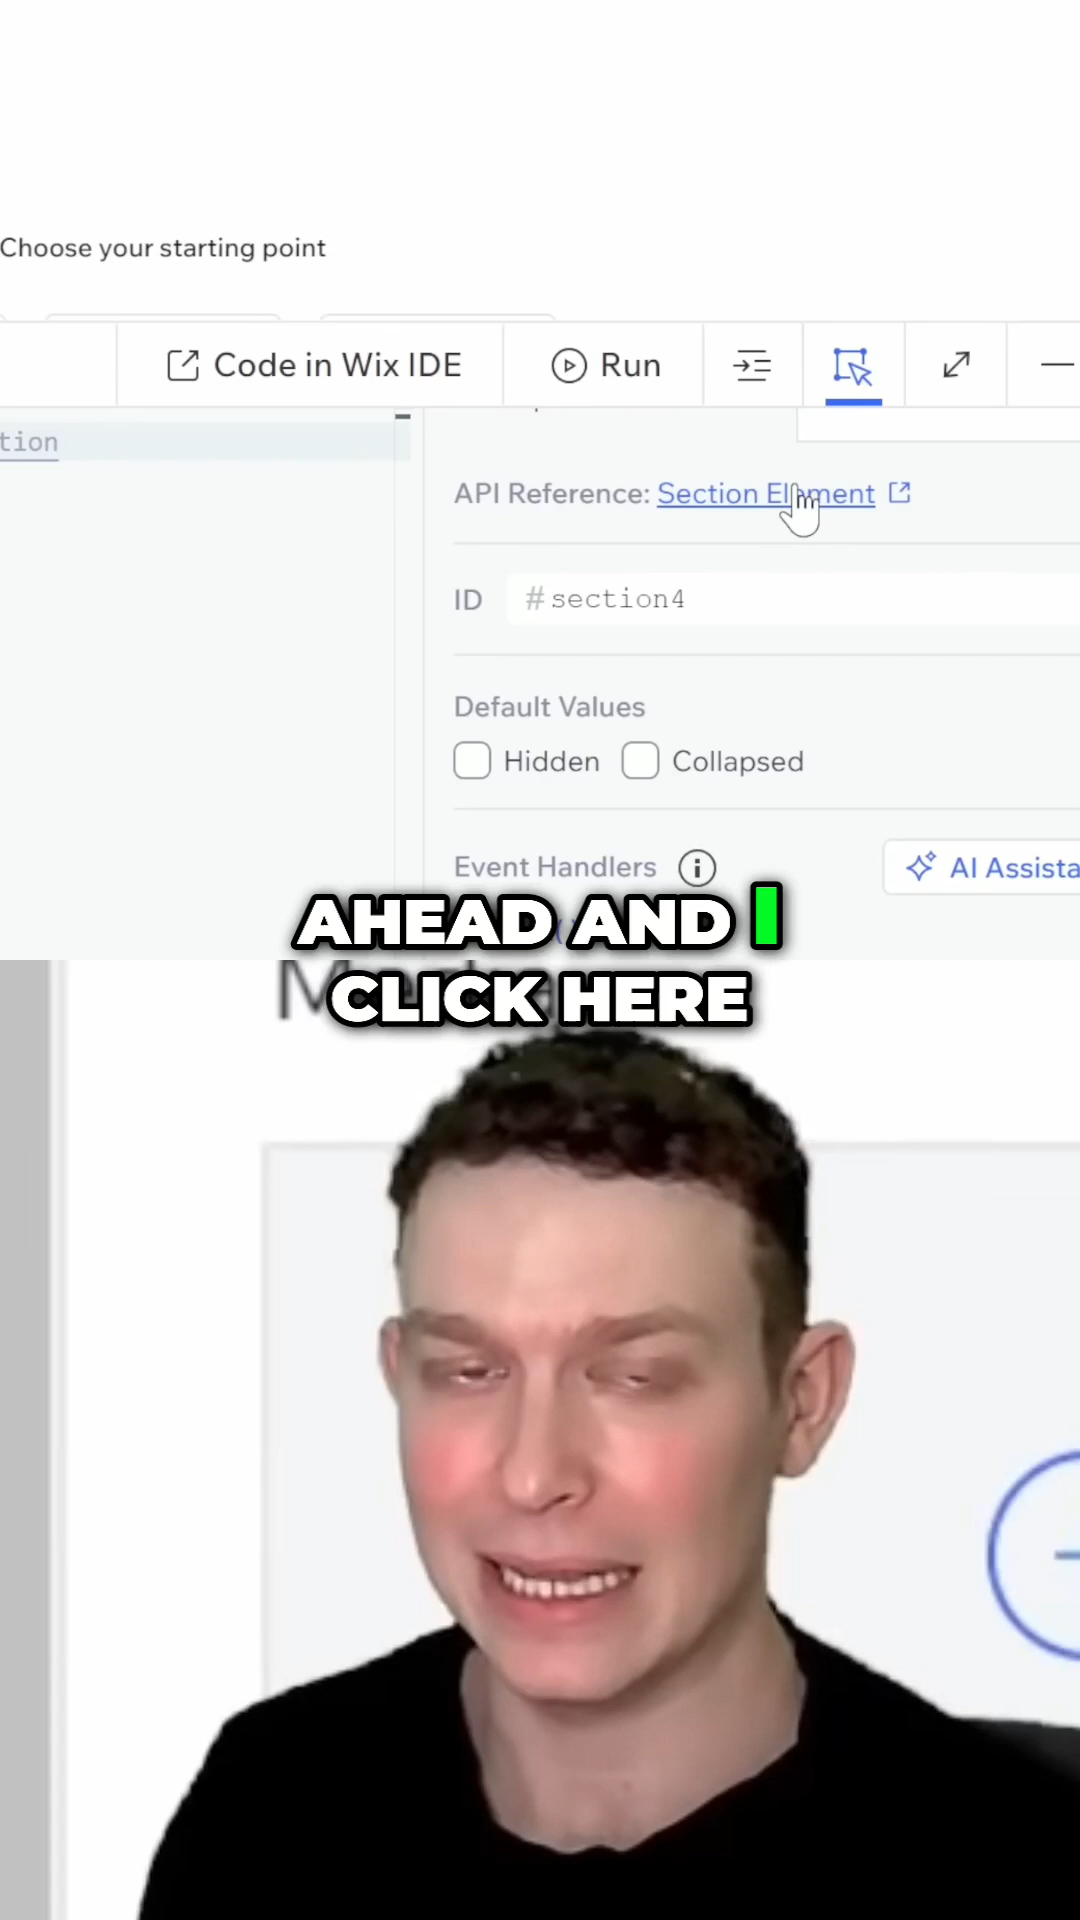 Choose your starting point
Code in Wix IDE Run
tion
API Reference: Section Element
ID #section4
Default Values
Hidden Collapsed
Event Handlers AI Assista
AHEAD AND I
CLICK HERE